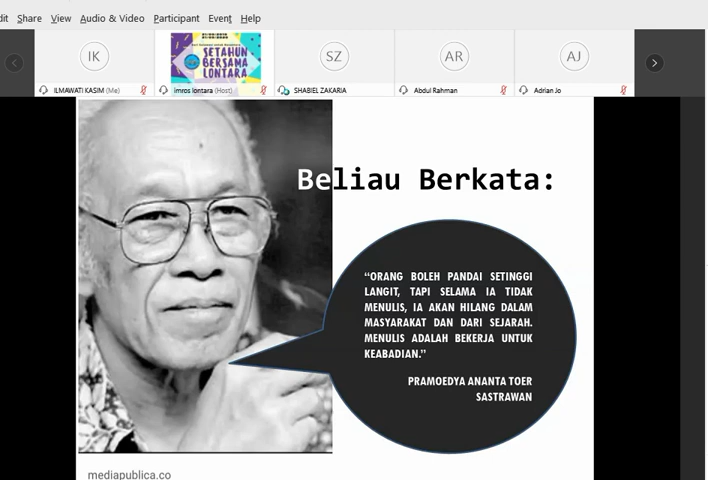 dit Share View Audio & Video Participant Event Help
IK
SETAHUN
BERSAMA
LONTARA
SZ
AR
AJ
ILMAWATI KASIM (Me)
Imros lontara (Host)
SHABIEL ZAKARIA
Abdul Rahman
Adrian Jo
Beliau Berkata:
“ORANG BOLEH PANDAI SETINGGI
LANGIT, TAPI SELAMA IA TIDAK
MENULIS, IA AKAN HILANG DALAM
MASYARAKAT DAN DARI SEJARAH.
MENULIS ADALAH BEKERJA UNTUK
KEABADIAN.”
PRAMOEDYA ANANTA TOER
SASTRAWAN
mediapublica.co